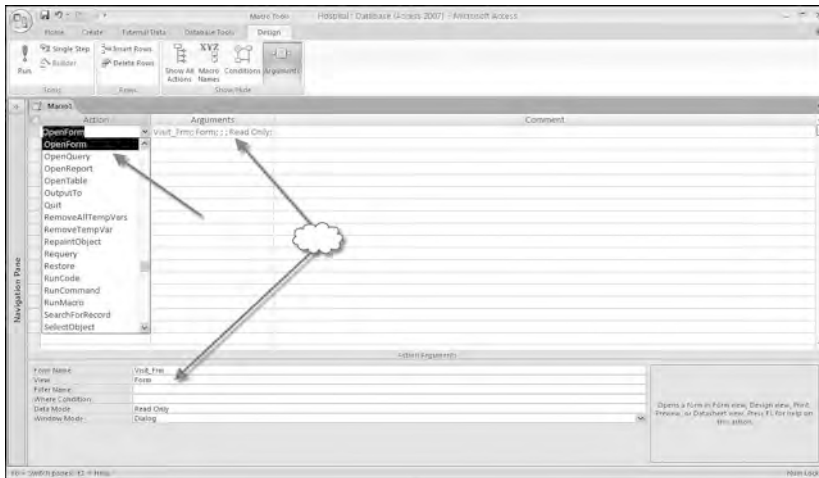 Macro Tools Hospital : Database (Access 2007) - Microsoft Access
Home Create External Data Database Tools Design
Run
Single Step
Builder
Insert Rows
Delete Rows
Show All Actions
Macro Names
Conditions
Arguments
Tools Rows Show/Hide
Macro1
Action Arguments Comment
OpenForm Visit_Frm; Form; ; ; Read Only;
OpenForm
OpenQuery
OpenReport
OpenTable
OutputTo
Quit
RemoveAllTempVars
RemoveTempVar
RepaintObject
Requery
Restore
RunCode
RunCommand
RunMacro
SearchForRecord
SelectObject
Navigation Pane
Action Arguments
Form Name Visit_Frm
View Form
Filter Name
Where Condition
Data Mode Read Only
Window Mode Dialog
Opens a form in Form view, Design view, Print
Preview, or Datasheet view. Press F1 for help on
this action.
F6 = Switch panes. F1 = Help. Num Lock